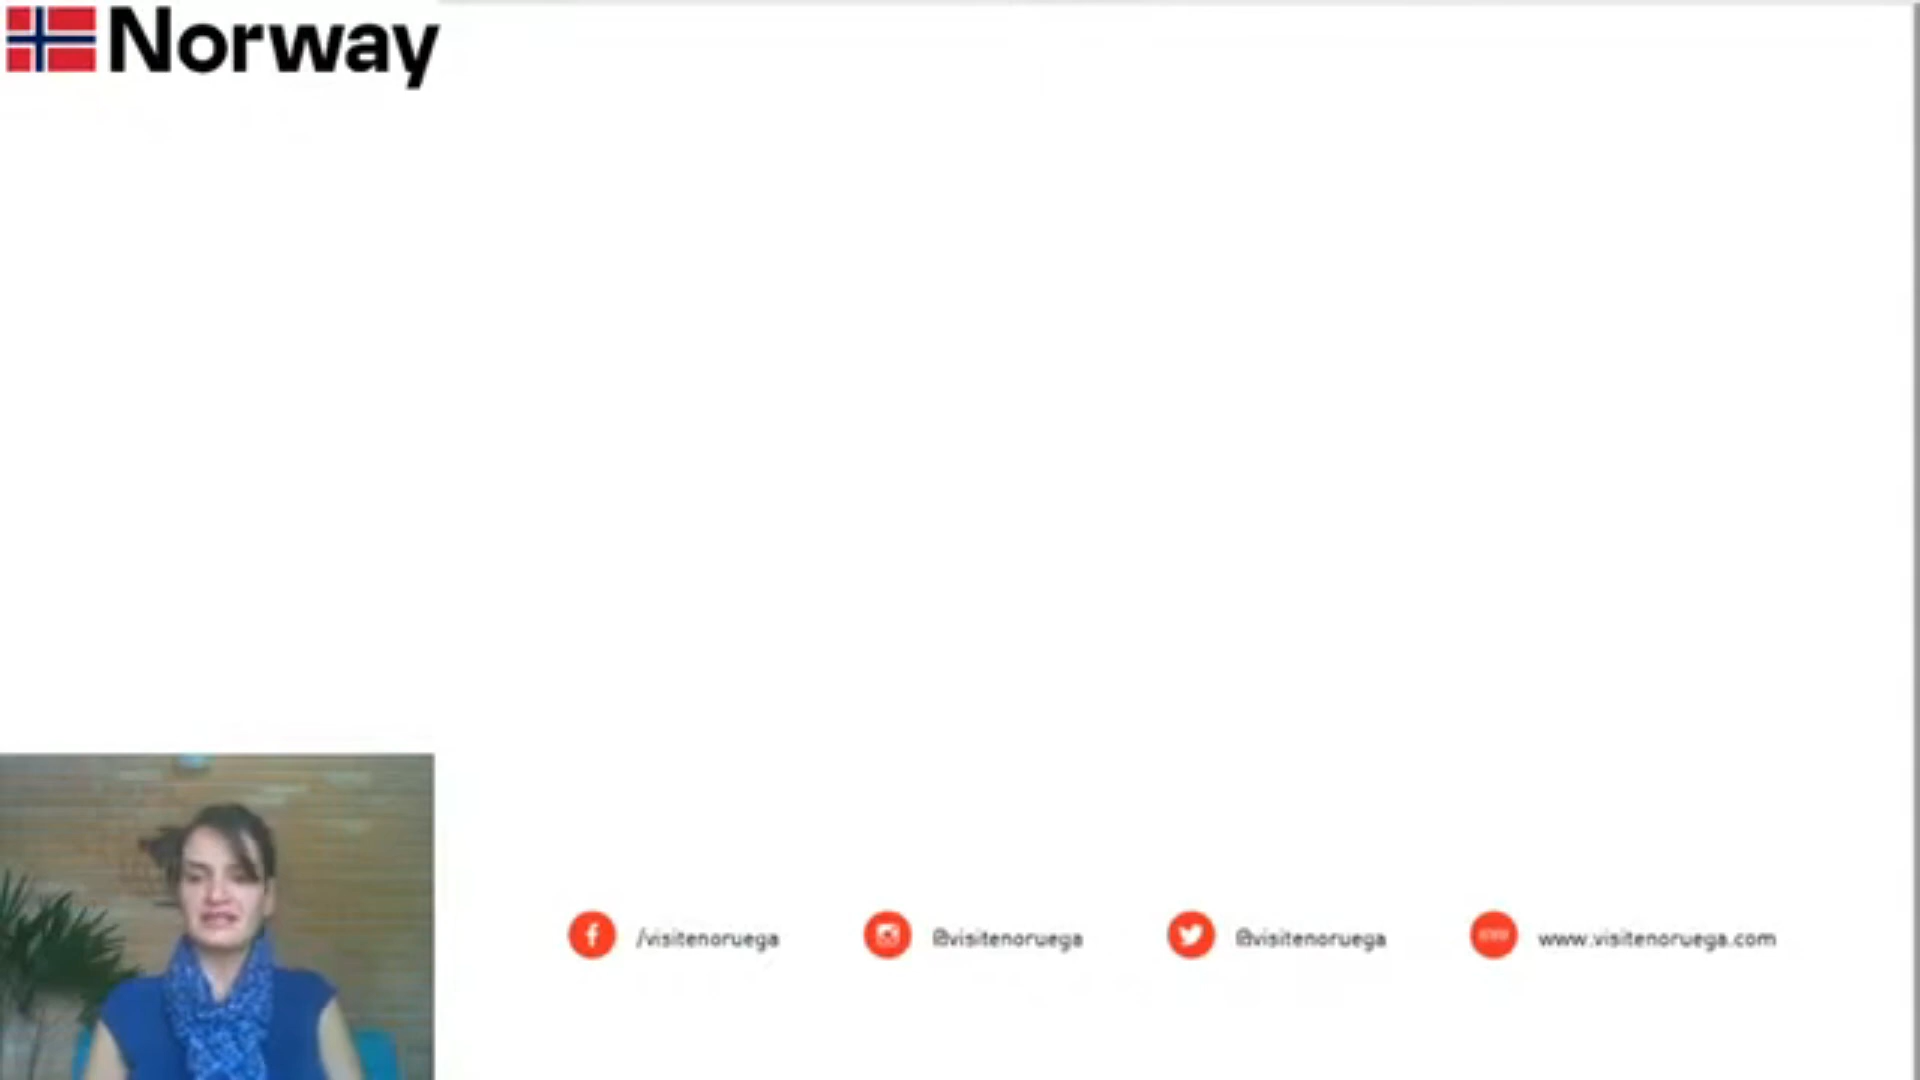 Norway
/visitenoruega
@visitenoruega
@visitenoruega
www.visitenoruega.com